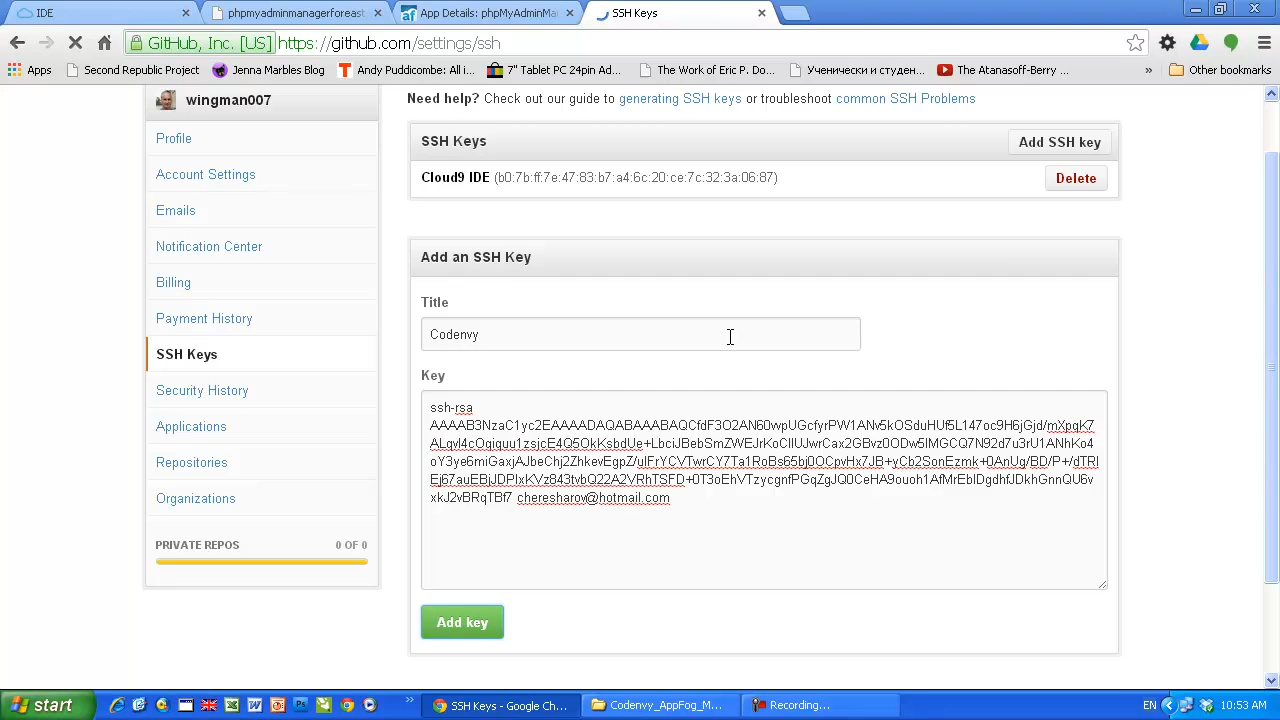 IDE
phpmyadminmanagerforeast
App Details: phpMyAdminMa
SSH Keys
GitHub, Inc. [US] https://github.com/settings/ssh
Apps
Second Republic Project
Jenna Marbles Blog
Andy Puddicombe: All i...
7" Tablet PC 24pin Ad...
The Work of Eric P. Do...
Ученически и студен...
The Atanasoff-Berry ...
»
Other bookmarks
wingman007
Profile
Account Settings
Emails
Notification Center
Billing
Payment History
SSH Keys
Security History
Applications
Repositories
Organizations
PRIVATE REPOS 0 OF 0
Need help? Check out our guide to generating SSH keys or troubleshoot common SSH Problems
SSH Keys
Add SSH key
Cloud9 IDE (b0:7b:ff:7e:47:83:b7:a4:6c:20:ce:7c:32:3a:06:87)
Delete
Add an SSH Key
Title
Codenvy
Key
ssh-rsa
cheresharov@hotmail.com
Add key
start
»
SSH Keys - Google Ch...
Codenvy_AppFog_M...
Recording...
EN
10:53 AM